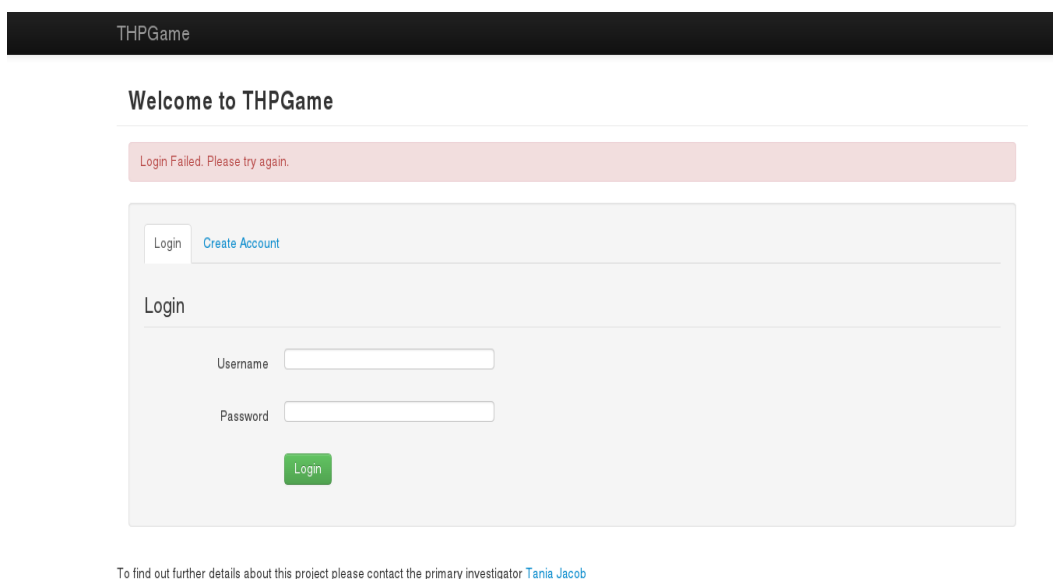 THPGame
Welcome to THPGame
Login Failed. Please try again.
Login Create Account
Login
Username
Password
Login
To find out further details about this project please contact the primary investigator Tania Jacob